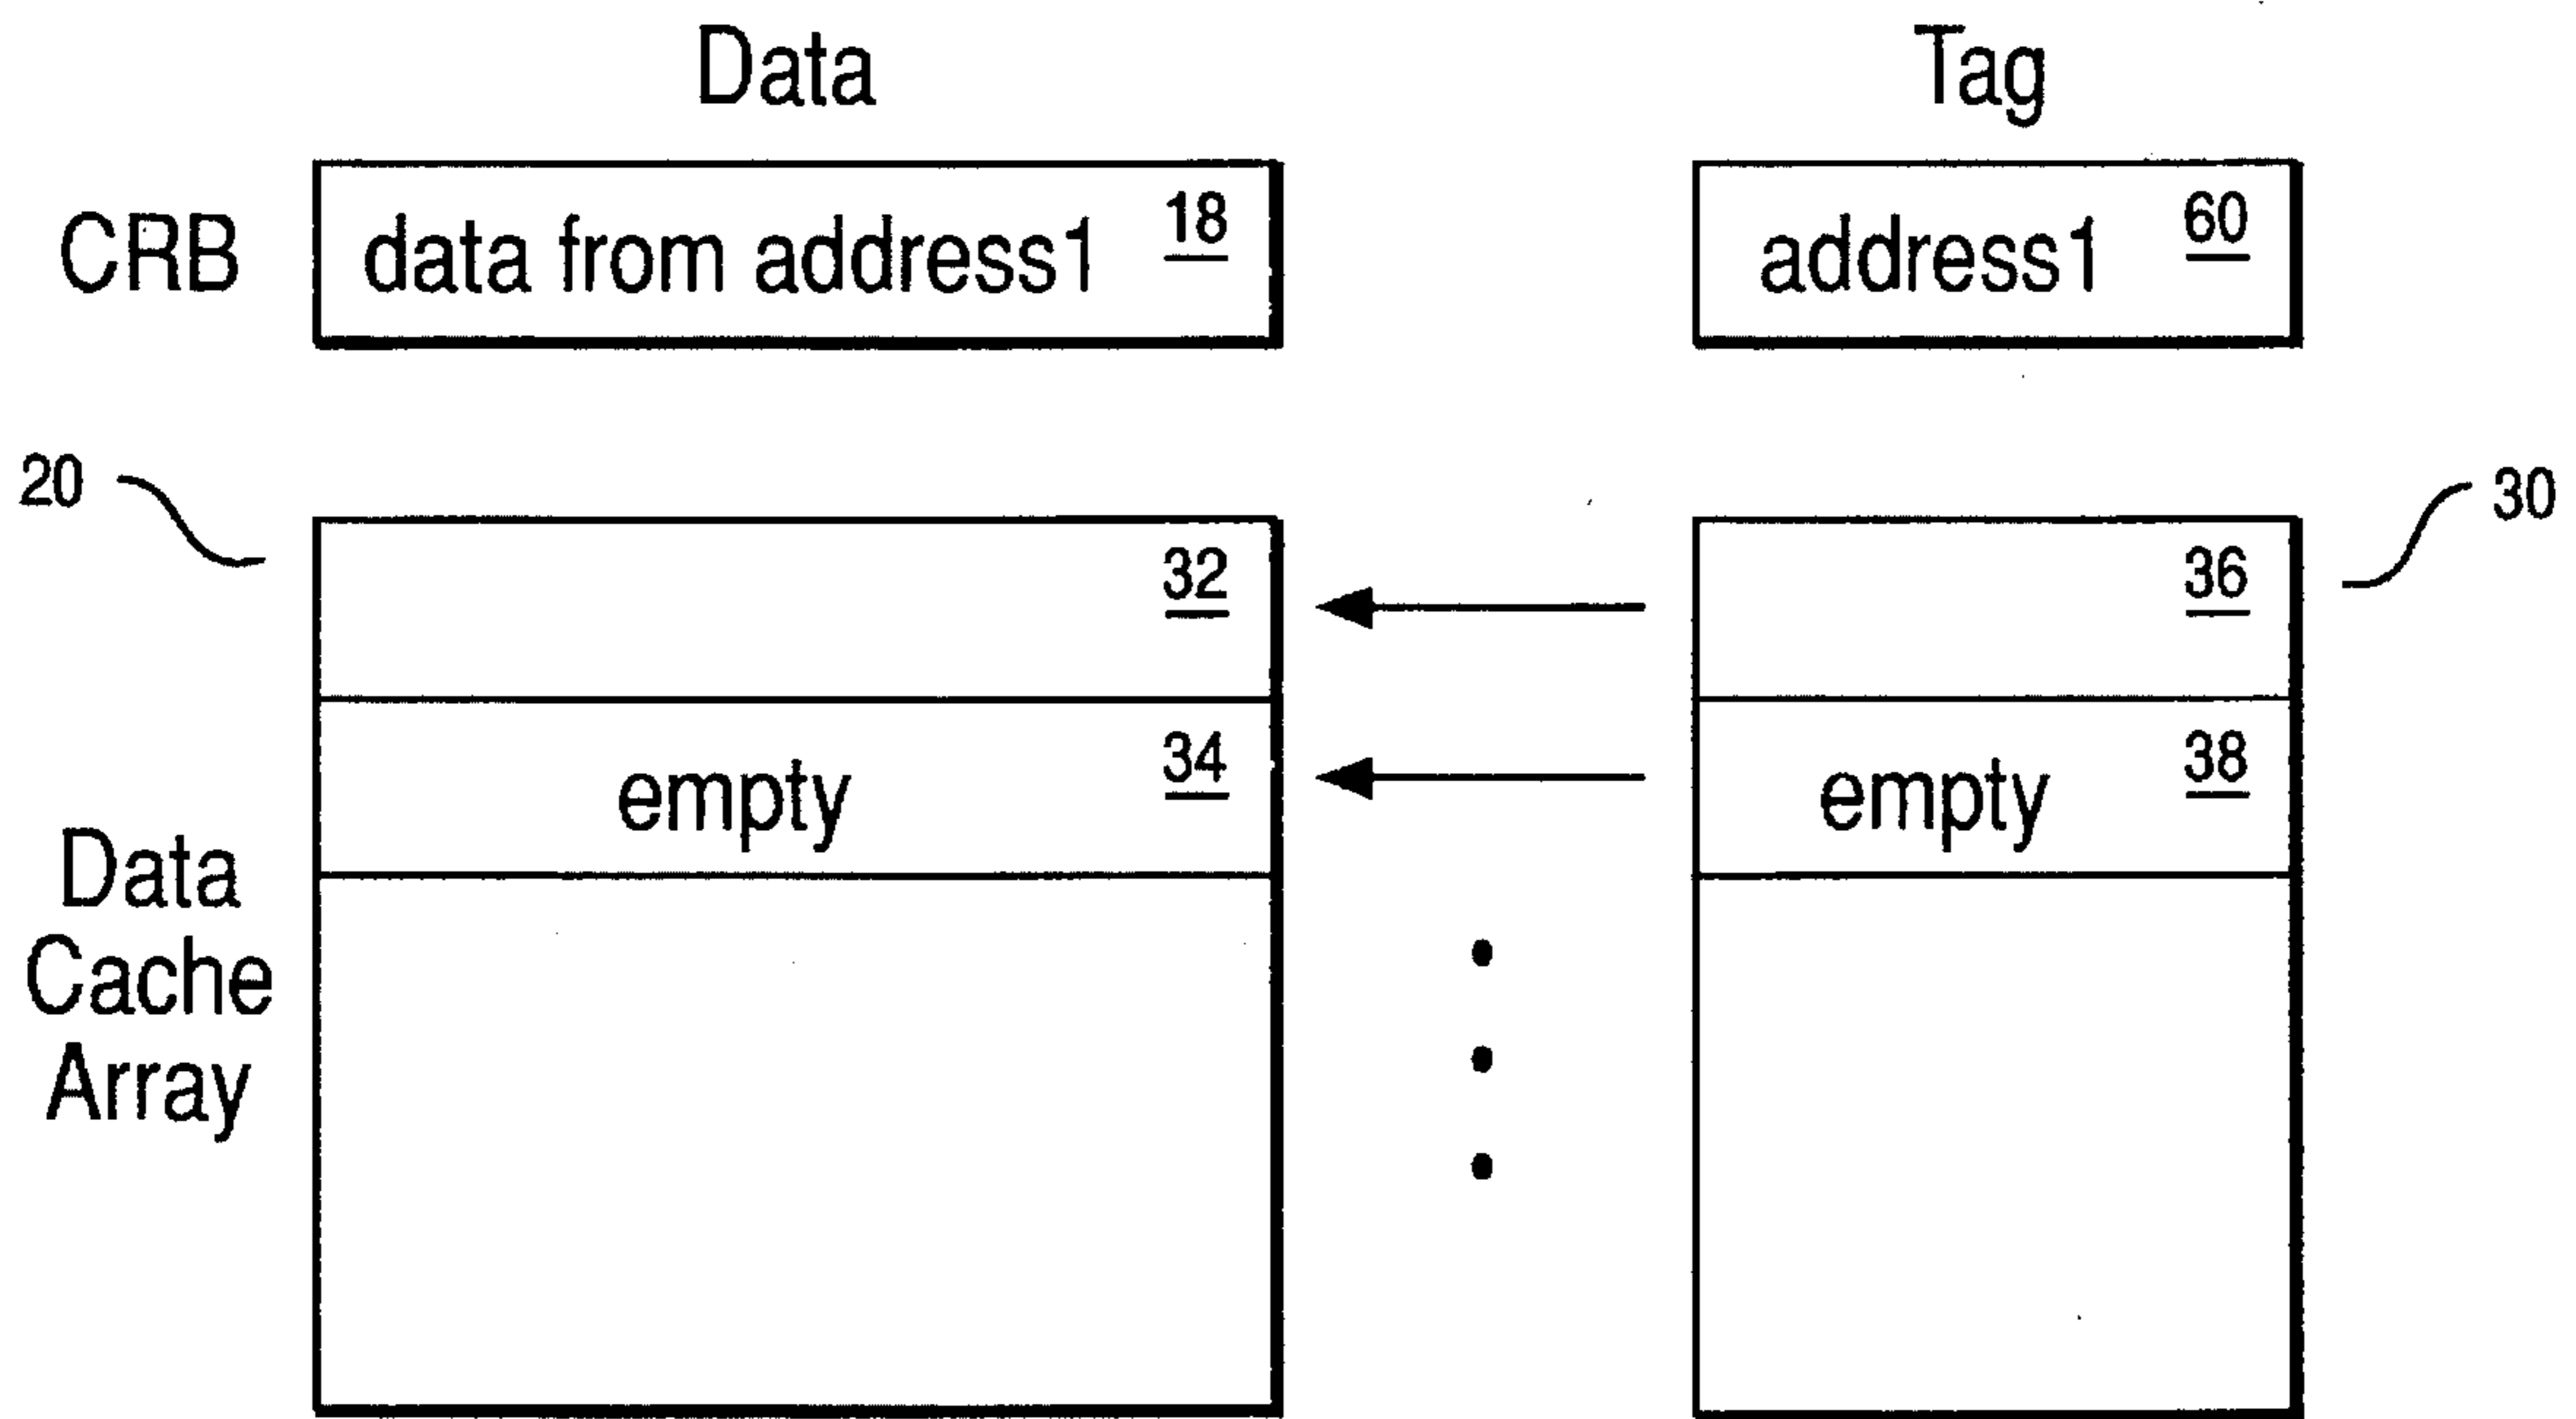 Data Tag
CRB data from address1 18 address1 60
20 30
32 36
empty 34 empty 38
Data
Cache
Array